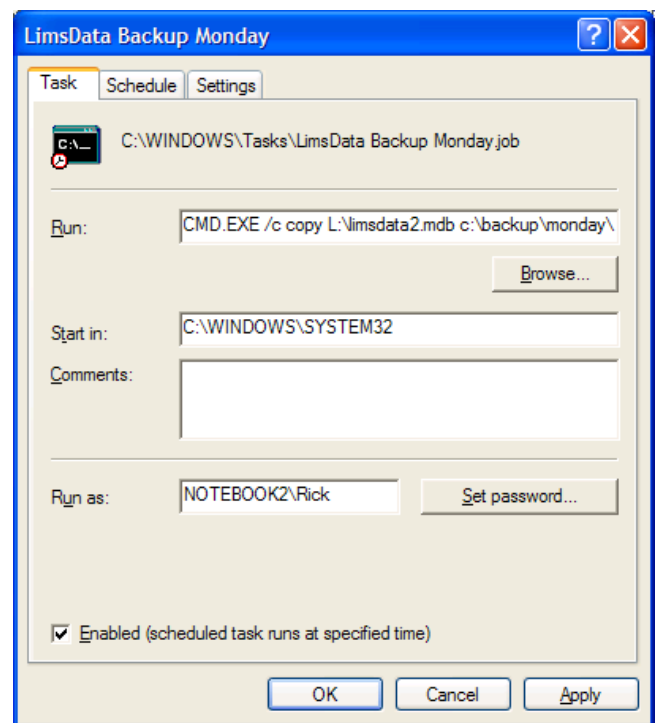 LimsData Backup Monday
Task Schedule Settings
C:\WINDOWS\Tasks\LimsData Backup Monday.job
Run: CMD.EXE /c copy L:\limsdata2.mdb c:\backup\monday\
Browse...
Start in: C:\WINDOWS\SYSTEM32
Comments:
Run as: NOTEBOOK2\Rick Set password...
Enabled (scheduled task runs at specified time)
OK Cancel Apply